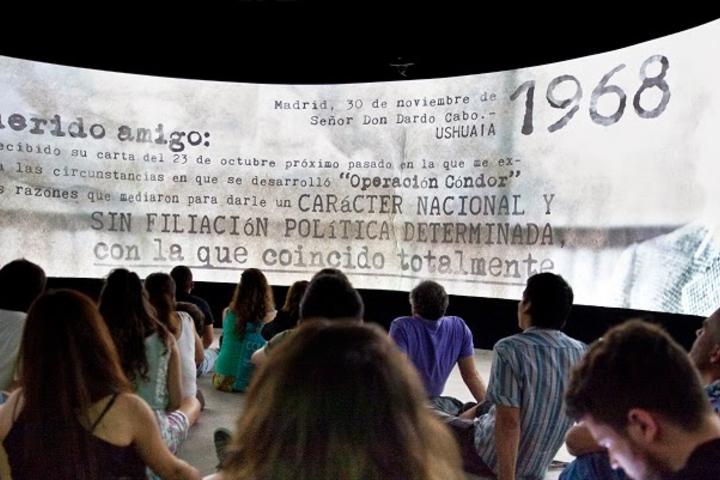 Madrid, 30 de noviembre de 1968
Señor Don Dardo Cabo.-
USHUAIA
uerido amigo:
ecibido su carta del 23 de octubre próximo pasado en la que me ex-
a las circunstancias en que se desarrolló "Operación Cóndor"
s razones que mediaron para darle un CARáCTER NACIONAL Y
SIN FILIACIóN POLíTICA DETERMINADA,
con la que coincido totalmente